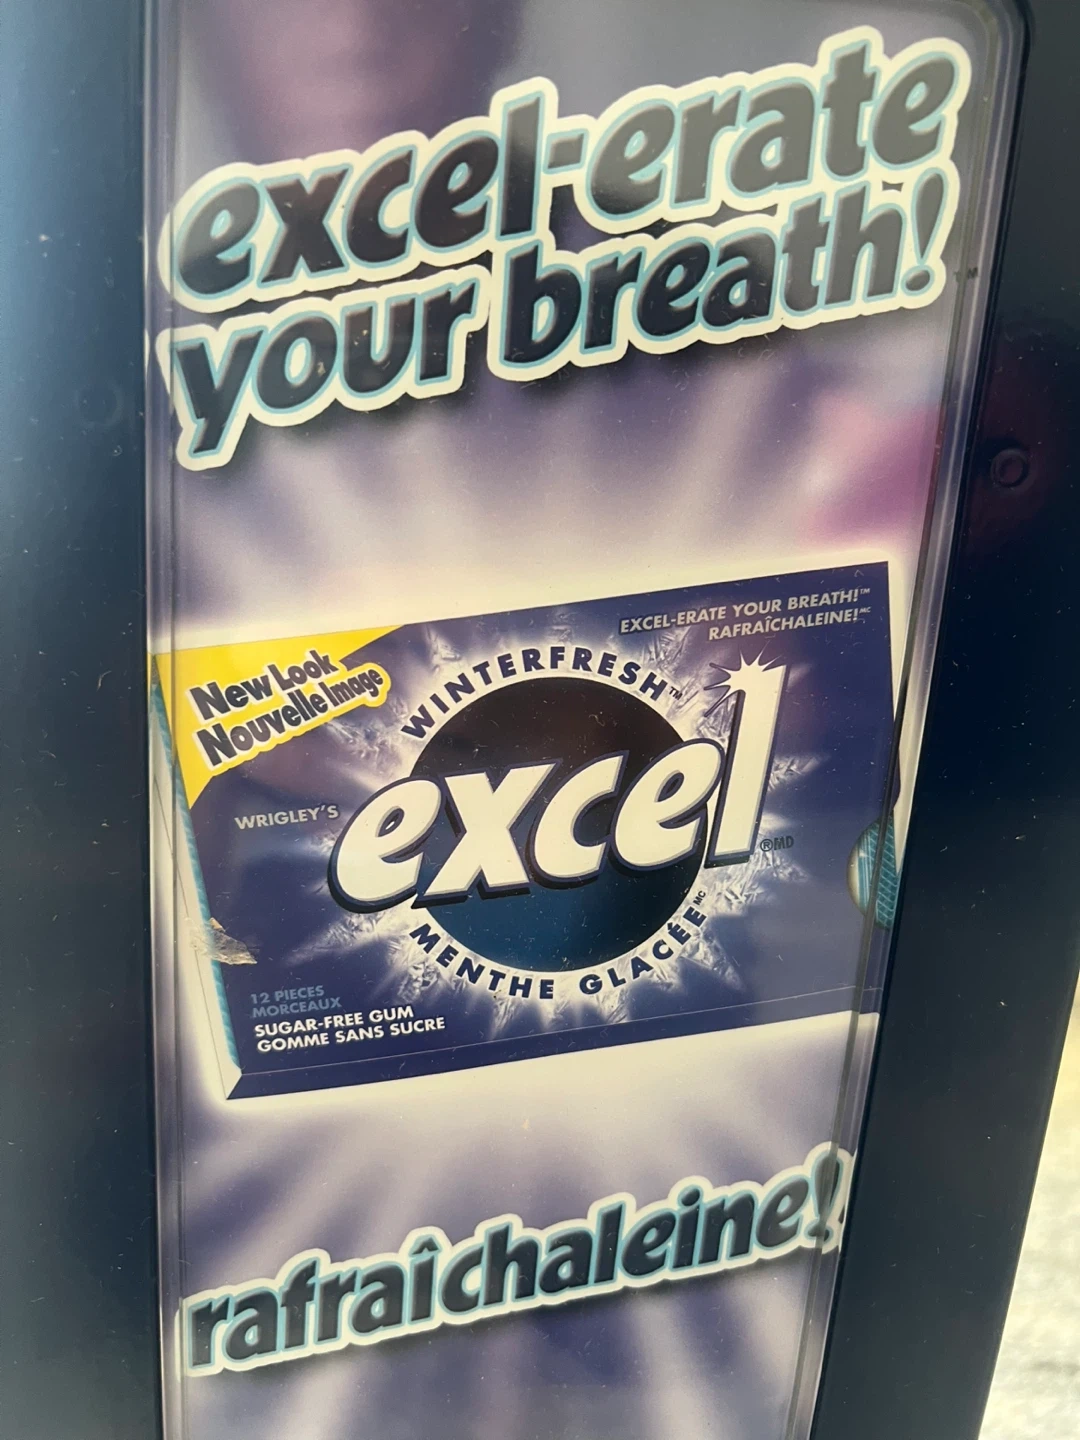 excel-erate
your breath!™
EXCEL-ERATE YOUR BREATH!™
RAFRAÎCHALEINE!ᴹᶜ
New Look
Nouvelle Image
WINTERFRESH™
WRIGLEY'S
excel
®MD
MENTHE GLACÉEᴹᶜ
12 PIECES
MORCEAUX
SUGAR-FREE GUM
GOMME SANS SUCRE
rafraîchaleine!